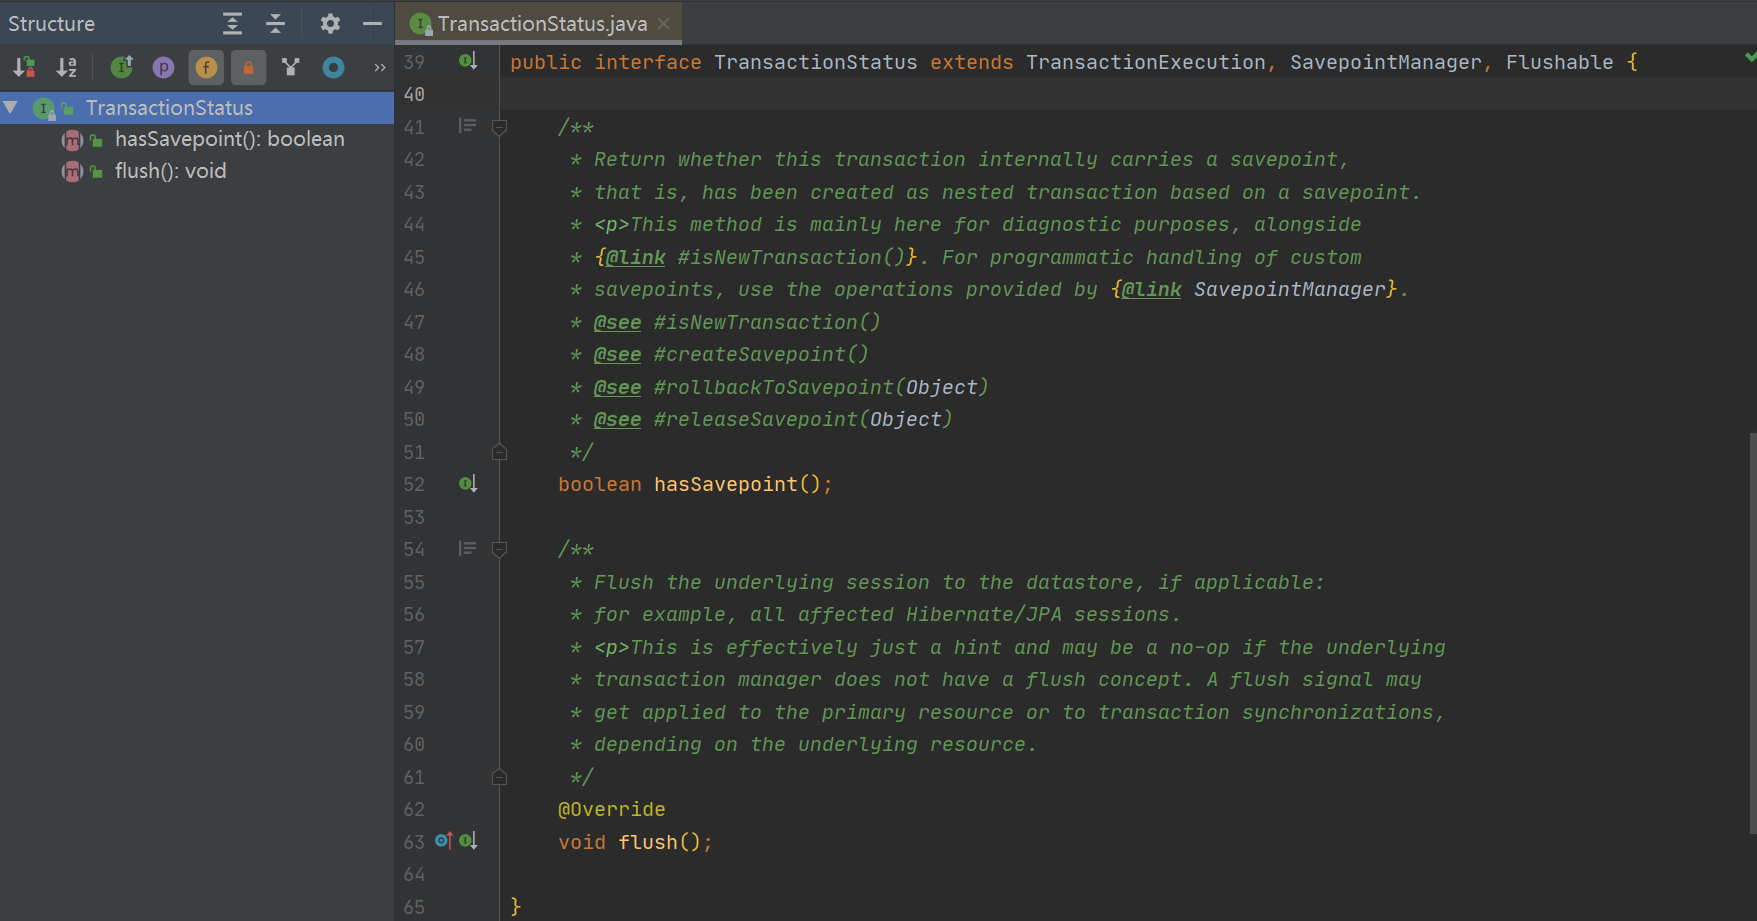 Structure
TransactionStatus
hasSavepoint(): boolean
flush(): void
TransactionStatus.java
39 public interface TransactionStatus extends TransactionExecution, SavepointManager, Flushable {
40
41 /**
42 * Return whether this transaction internally carries a savepoint,
43 * that is, has been created as nested transaction based on a savepoint.
44 * <p>This method is mainly here for diagnostic purposes, alongside
45 * {@link #isNewTransaction()}. For programmatic handling of custom
46 * savepoints, use the operations provided by {@link SavepointManager}.
47 * @see #isNewTransaction()
48 * @see #createSavepoint()
49 * @see #rollbackToSavepoint(Object)
50 * @see #releaseSavepoint(Object)
51 */
52 boolean hasSavepoint();
53
54 /**
55 * Flush the underlying session to the datastore, if applicable:
56 * for example, all affected Hibernate/JPA sessions.
57 * <p>This is effectively just a hint and may be a no-op if the underlying
58 * transaction manager does not have a flush concept. A flush signal may
59 * get applied to the primary resource or to transaction synchronizations,
60 * depending on the underlying resource.
61 */
62 @Override
63 void flush();
64
65 }